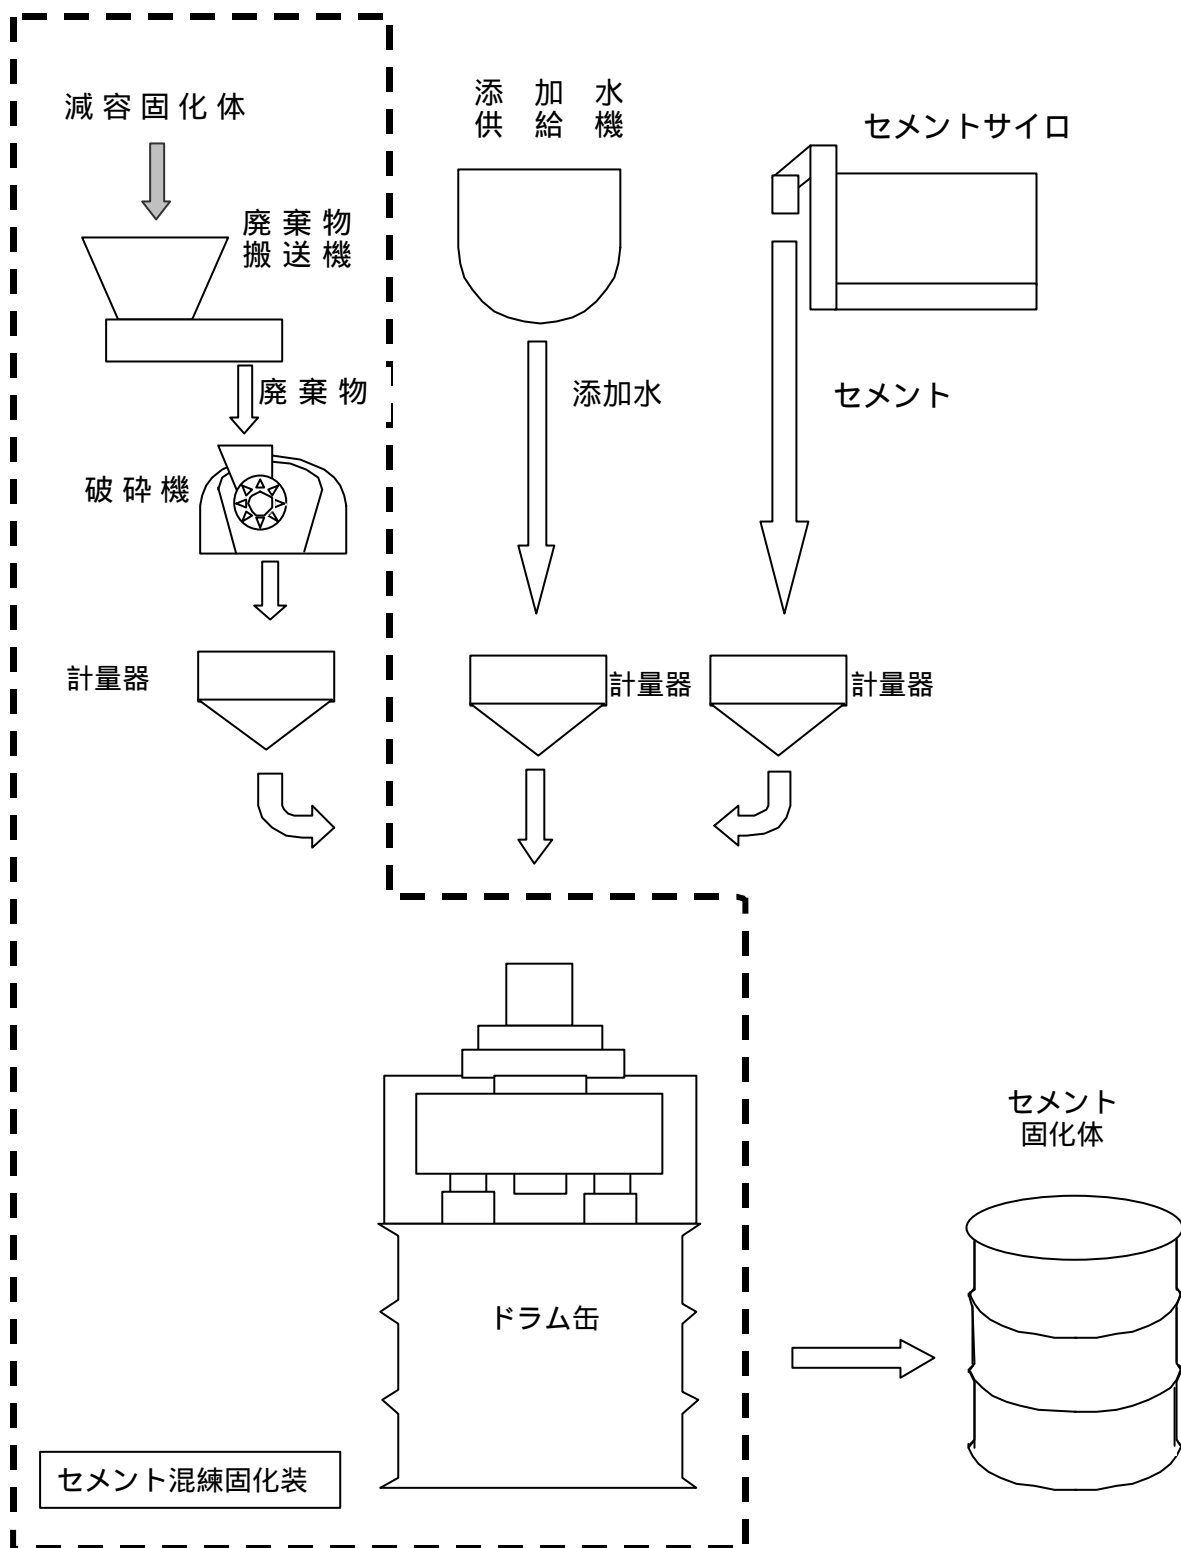 減容固化体
添加水
供給機
セメントサイロ
廃棄物
搬送機
廃棄物
添加水
セメント
破砕機
計量器
計量器
計量器
セメント
固化体
ドラム缶
セメント混練固化装